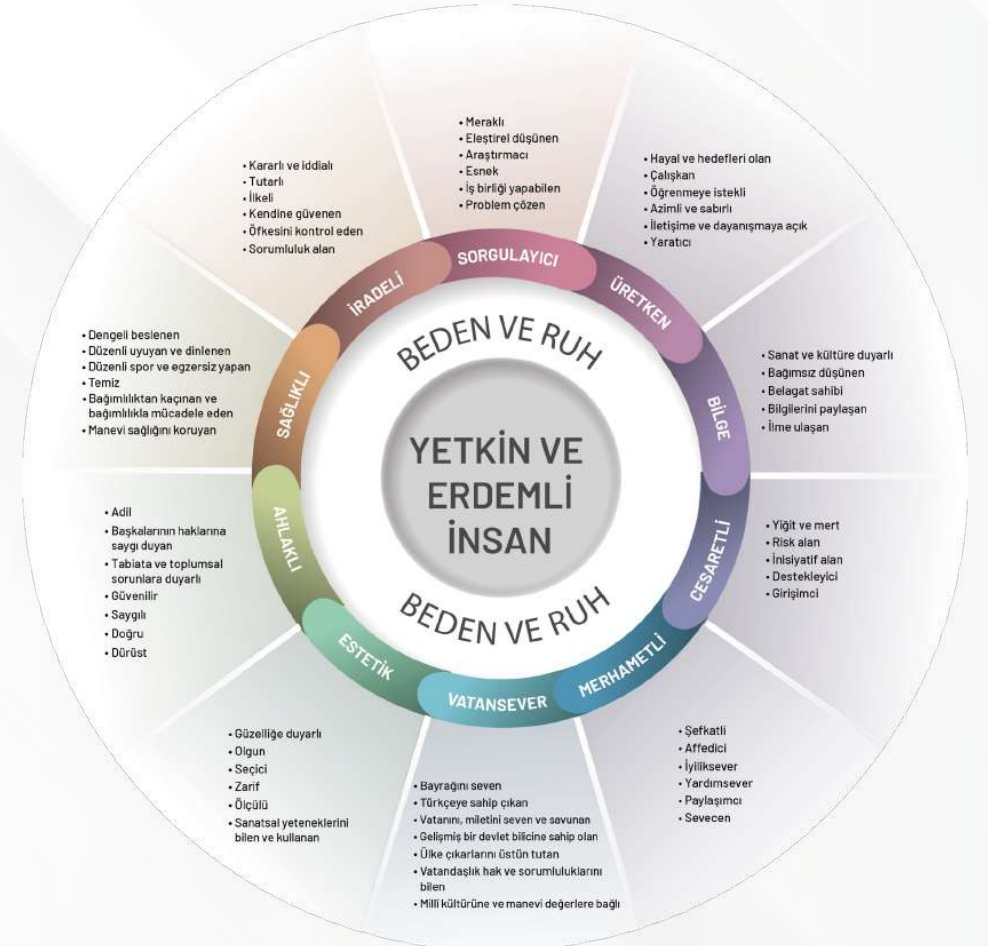 • Meraklı
• Eleştirel düşünen
• Araştırmacı
• Esnek
• İş birliği yapabilen
• Problem çözen
SORGULAYICI
• Hayal ve hedefleri olan
• Çalışkan
• Öğrenmeye istekli
• Azimli ve sabırlı
• İletişime ve dayanışmaya açık
• Yaratıcı
ÜRETKEN
• Sanat ve kültüre duyarlı
• Bağımsız düşünen
• Belagat sahibi
• Bilgilerini paylaşan
• İlme ulaşan
BİLGE
• Yiğit ve mert
• Risk alan
• İnisiyatif alan
• Destekleyici
• Girişimci
CESARETLİ
• Şefkatli
• Affedici
• İyiliksever
• Yardımsever
• Paylaşımcı
• Sevecen
MERHAMETLİ
• Bayrağını seven
• Türkçeye sahip çıkan
• Vatanını, miletini seven ve savunan
• Gelişmiş bir devlet bilicine sahip olan
• Ülke çıkarlarını üstün tutan
• Vatandaşlık hak ve sorumluluklarını
bilen
• Millî kültürüne ve manevi değerlere bağlı
VATANSEVER
• Güzelliğe duyarlı
• Olgun
• Seçici
• Zarif
• Ölçülü
• Sanatsal yeteneklerini
bilen ve kullanan
ESTETİK
• Adil
• Başkalarının haklarına
saygı duyan
• Tabiata ve toplumsal
sorunlara duyarlı
• Güvenilir
• Saygılı
• Doğru
• Dürüst
AHLAKLI
• Dengeli beslenen
• Düzenli uyuyan ve dinlenen
• Düzenli spor ve egzersiz yapan
• Temiz
• Bağımlılıktan kaçınan ve
bağımlılıkla mücadele eden
• Manevi sağlığını koruyan
SAĞLIKLI
• Kararlı ve iddialı
• Tutarlı
• İlkeli
• Kendine güvenen
• Öfkesini kontrol eden
• Sorumluluk alan
İRADELİ
BEDEN VE RUH
YETKİN VE
ERDEMLİ
İNSAN
BEDEN VE RUH